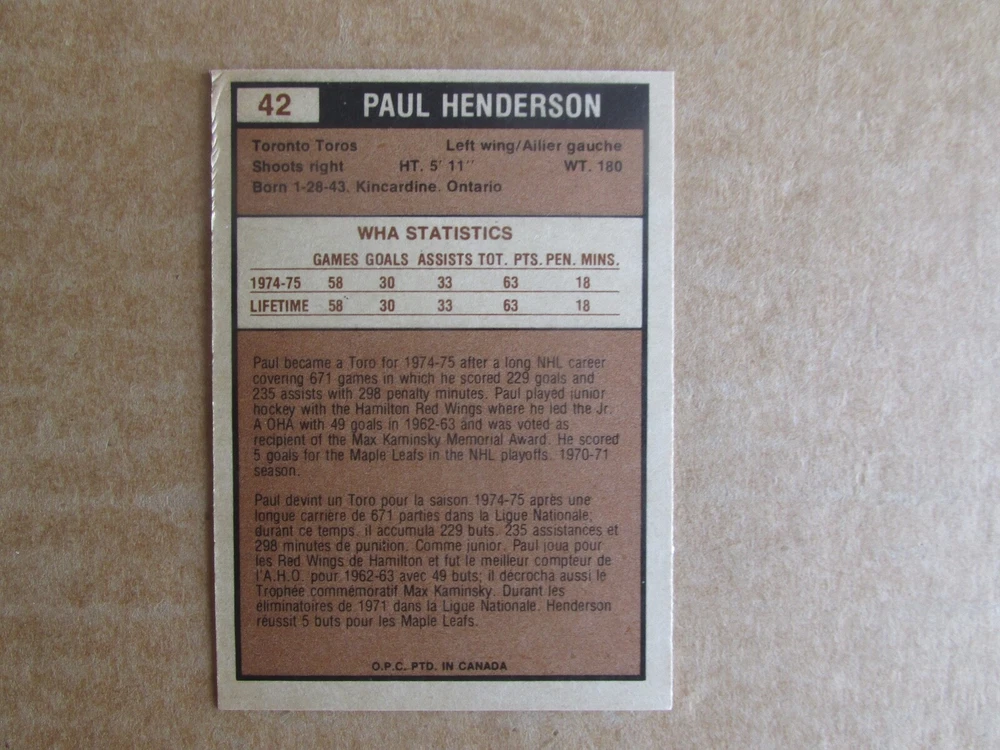 42 PAUL HENDERSON
Toronto Toros Left wing/Ailier gauche
Shoots right HT. 5' 11" WT. 180
Born 1-28-43. Kincardine. Ontario
WHA STATISTICS
GAMES GOALS ASSISTS TOT. PTS. PEN. MINS.
1974-75 58 30 33 63 18
LIFETIME 58 30 33 63 18
Paul became a Toro for 1974-75 after a long NHL career
covering 671 games in which he scored 229 goals and
235 assists with 298 penalty minutes. Paul played junior
hockey with the Hamilton Red Wings where he led the Jr.
A OHA with 49 goals in 1962-63 and was voted as
recipient of the Max Kaminsky Memorial Award. He scored
5 goals for the Maple Leafs in the NHL playoffs. 1970-71
season.
Paul devint un Toro pour la saison 1974-75 après une
longue carrière de 671 parties dans la Ligue Nationale;
durant ce temps. il accumula 229 buts. 235 assistances et
298 minutes de punition. Comme junior. Paul joua pour
les Red Wings de Hamilton et fut le meilleur compteur de
l'A.H.O. pour 1962-63 avec 49 buts; il décrocha aussi le
Trophée commémoratif Max Kaminsky. Durant les
éliminatoires de 1971 dans la Ligue Nationale. Henderson
réussit 5 buts pour les Maple Leafs.
O.P.C. PTD. IN CANADA